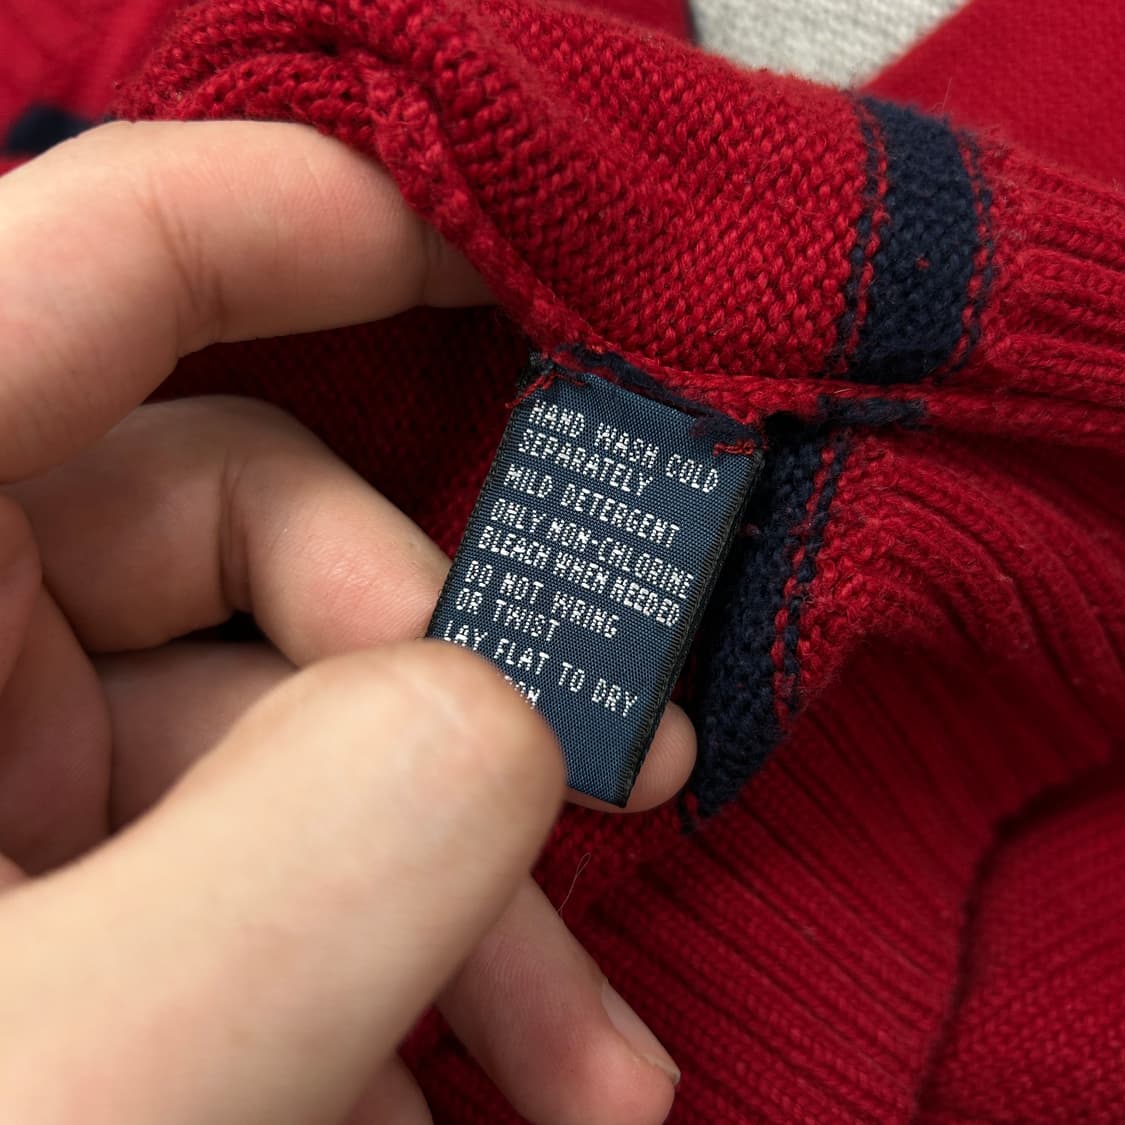 HAND WASH COLD
SEPARATELY
MILD DETERGENT
ONLY NON-CHLORINE
BLEACH WHEN NEEDED
DO NOT WRING
OR TWIST
LAY FLAT TO DRY